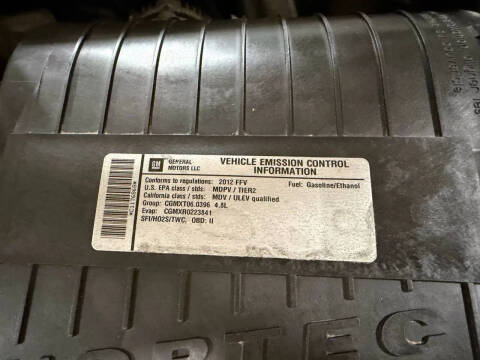 GM
GENERAL MOTORS LLC
VEHICLE EMISSION CONTROL INFORMATION
Conforms to regulations: 2012 FFV
Fuel: Gasoline/Ethanol
U.S. EPA class / stds: MDPV / TIER2
California class / stds: MDV / ULEV qualified
Group: CGMXT06.0396 4.8L
Evap: CGMXR0223841
SFI/HO2S/TWC, OBD: II